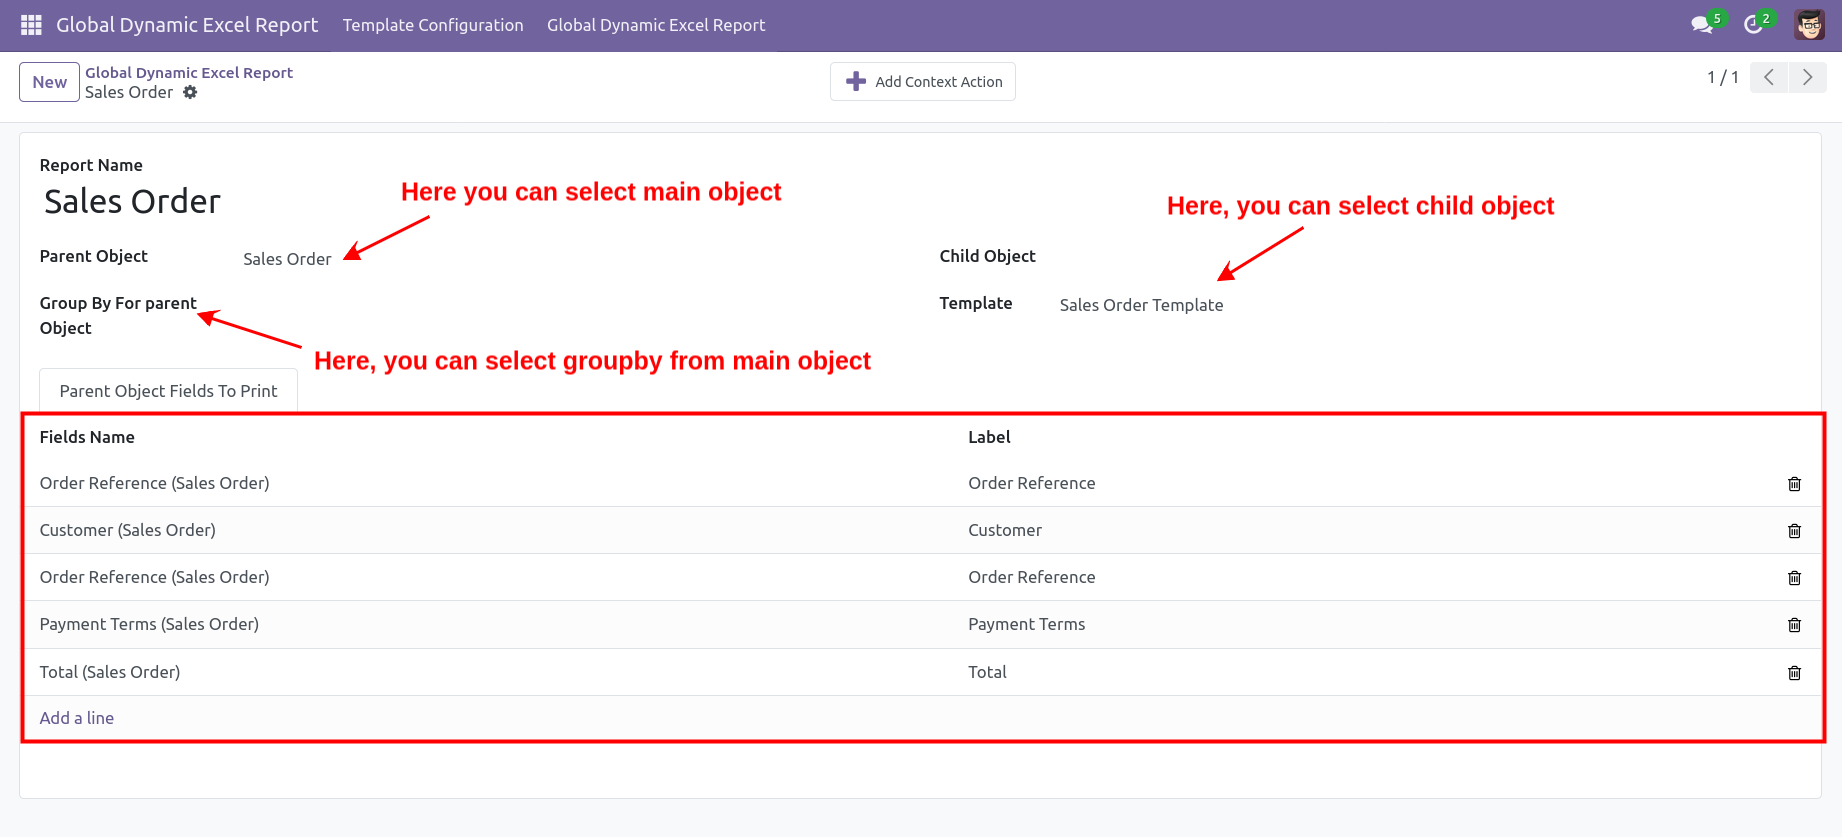 Global Dynamic Excel Report Template Configuration Global Dynamic Excel Report 5 2
New Global Dynamic Excel Report
Sales Order
Add Context Action
1 / 1
Report Name
Sales Order
Here you can select main object
Here, you can select child object
Parent Object Sales Order
Child Object
Group By For parent
Object
Template Sales Order Template
Here, you can select groupby from main object
Parent Object Fields To Print
Fields Name Label
Order Reference (Sales Order) Order Reference
Customer (Sales Order) Customer
Order Reference (Sales Order) Order Reference
Payment Terms (Sales Order) Payment Terms
Total (Sales Order) Total
Add a line